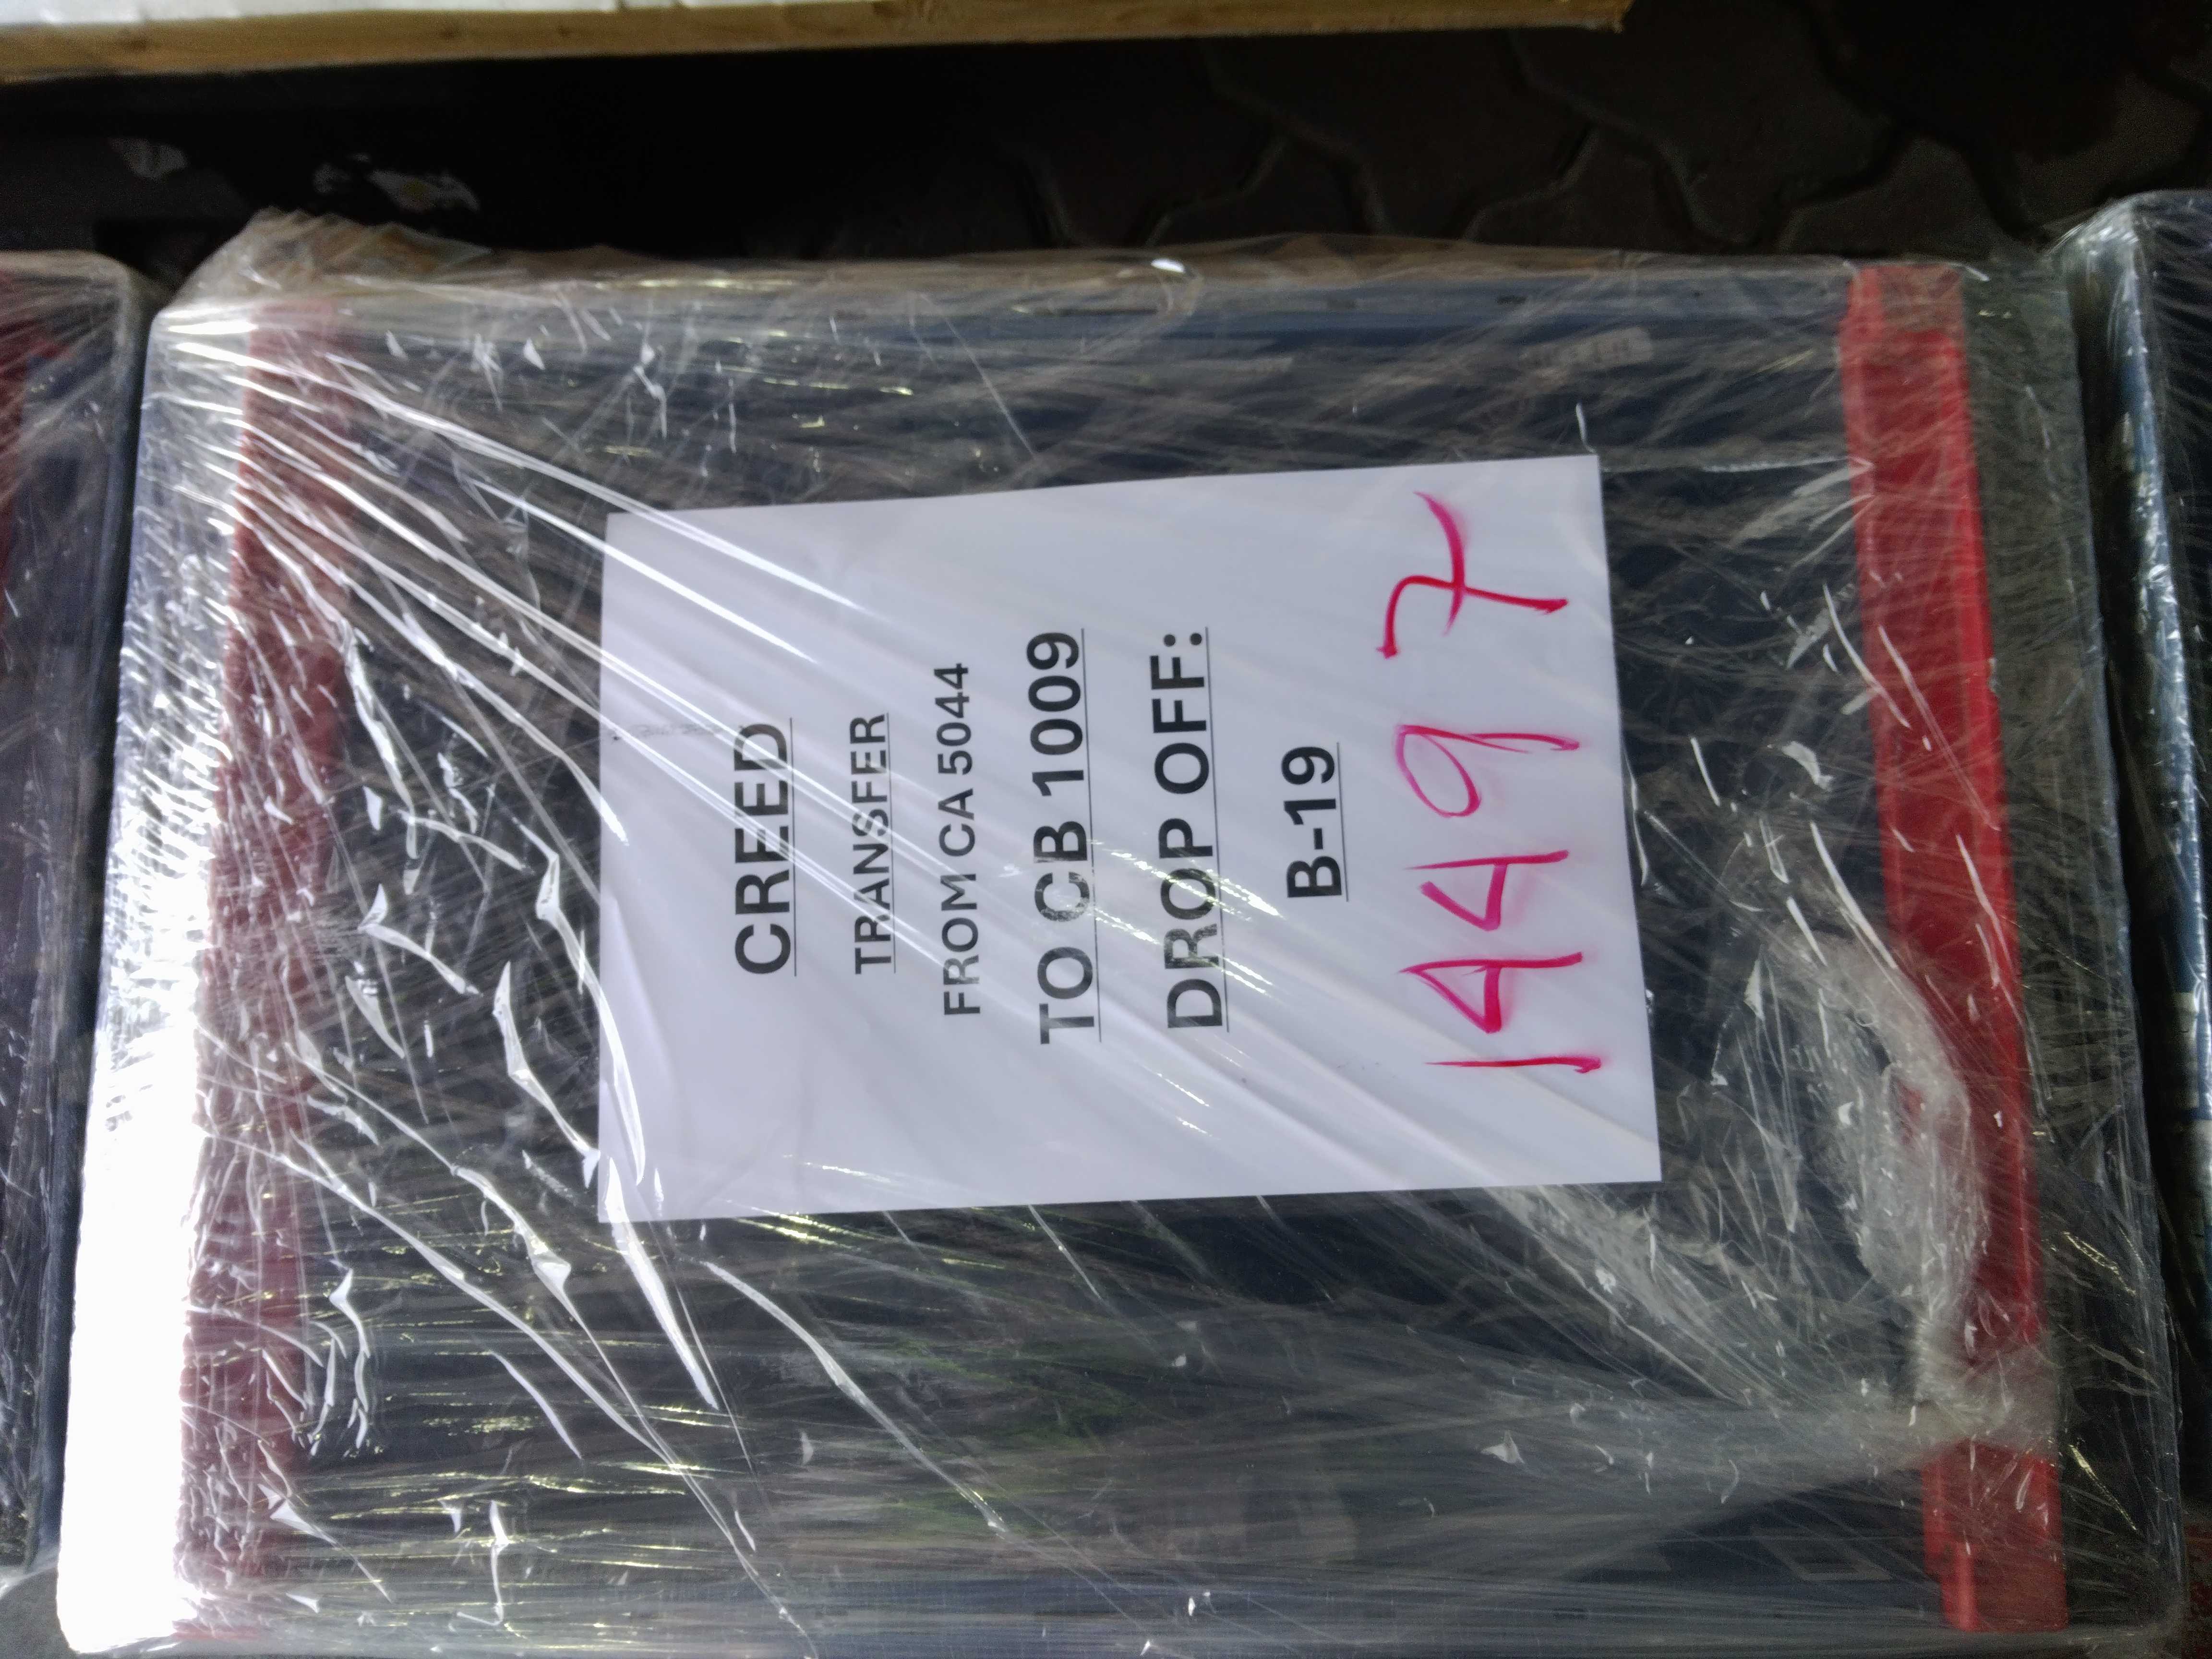 CREED
TRANSFER
FROM CA 5044
TO CB 1009
DROP OFF:
B-19
14497